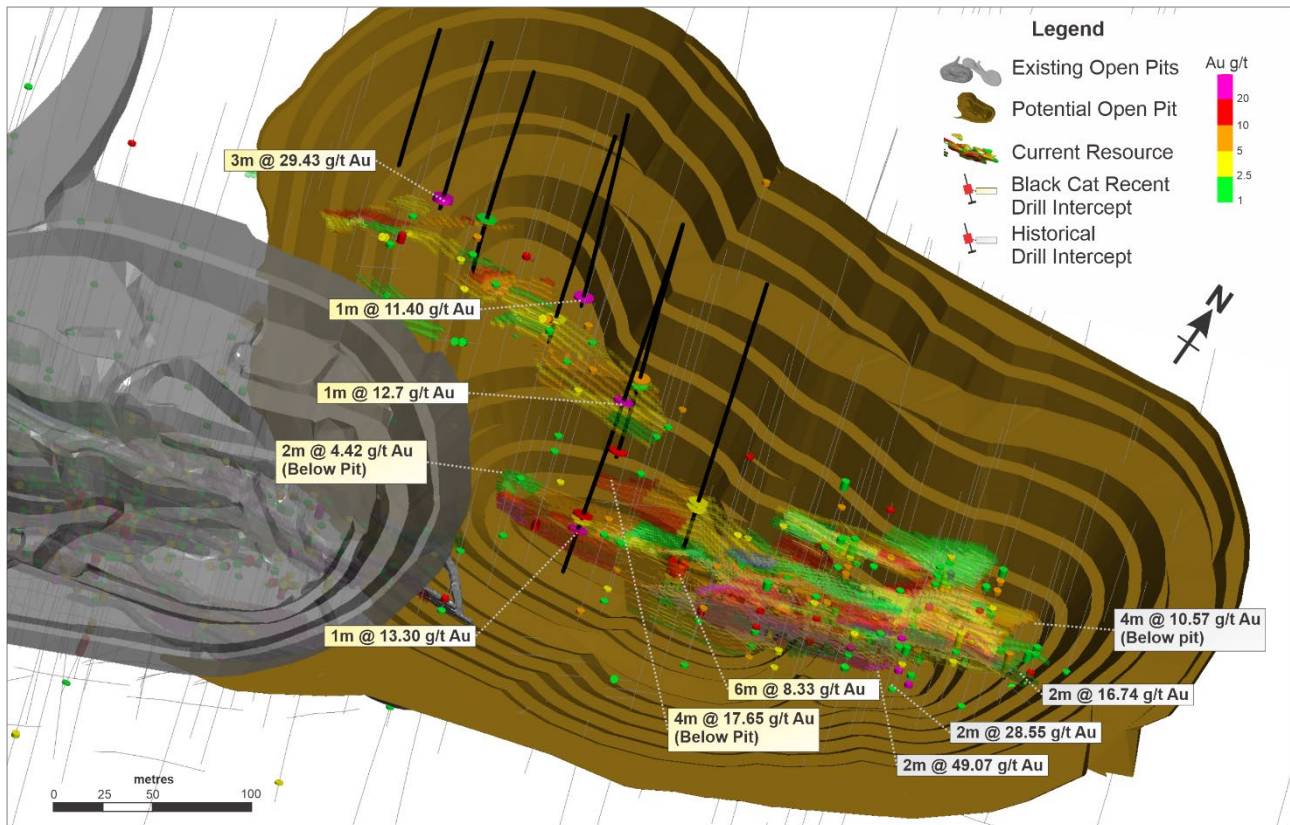 Legend
Existing Open Pits
Potential Open Pit
Current Resource
Black Cat Recent
Drill Intercept
Historical
Drill Intercept
Au g/t
20
10
5
2.5
1
N
3m @ 29.43 g/t Au
1m @ 11.40 g/t Au
1m @ 12.7 g/t Au
2m @ 4.42 g/t Au
(Below Pit)
1m @ 13.30 g/t Au
6m @ 8.33 g/t Au
4m @ 17.65 g/t Au
(Below Pit)
4m @ 10.57 g/t Au
(Below pit)
2m @ 16.74 g/t Au
2m @ 28.55 g/t Au
2m @ 49.07 g/t Au
metres
0 25 50 100